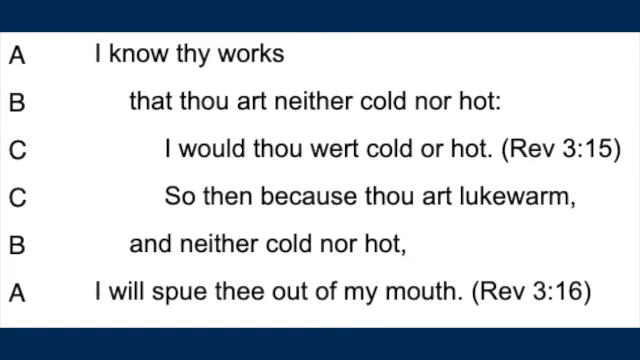 A I know thy works
B that thou art neither cold nor hot:
C I would thou wert cold or hot. (Rev 3:15)
C So then because thou art lukewarm,
B and neither cold nor hot,
A I will spue thee out of my mouth. (Rev 3:16)